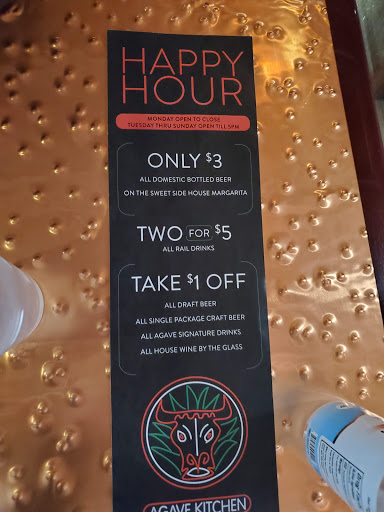 HAPPY
HOUR
MONDAY OPEN TO CLOSE
TUESDAY THRU SUNDAY OPEN TILL 5PM
ONLY $3
ALL DOMESTIC BOTTLED BEER
ON THE SWEET SIDE HOUSE MARGARITA
TWO FOR $5
ALL RAIL DRINKS
TAKE $1 OFF
ALL DRAFT BEER
ALL SINGLE PACKAGE CRAFT BEER
ALL AGAVE SIGNATURE DRINKS
ALL HOUSE WINE BY THE GLASS
AGAVE KITCHEN